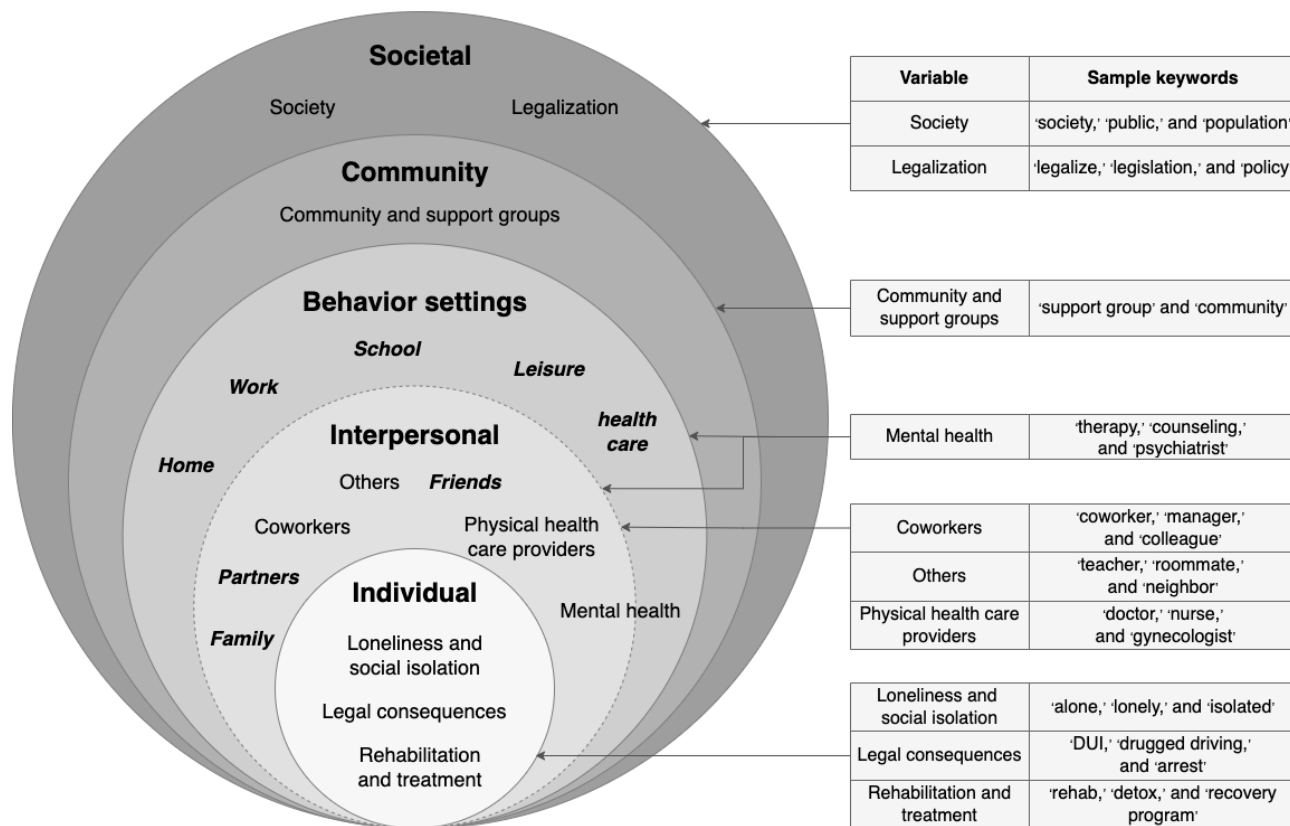 Societal
Society
Legalization
Community
Community and support groups
Behavior settings
School
Leisure
Work
health
care
Home
Interpersonal
Others
Friends
Coworkers
Physical health
care providers
Partners
Mental health
Family
Individual
Loneliness and
social isolation
Legal consequences
Rehabilitation
and treatment
Variable
Sample keywords
Society
‘society,’ ‘public,’ and ‘population’
Legalization
‘legalize,’ ‘legislation,’ and ‘policy
Community and
support groups
‘support group’ and ‘community’
Mental health
‘therapy,’ ‘counseling,’
and ‘psychiatrist’
Coworkers
‘coworker,’ ‘manager,’
and ‘colleague’
Others
‘teacher,’ ‘roommate,’
and ‘neighbor’
Physical health care
providers
‘doctor,’ ‘nurse,’
and ‘gynecologist’
Loneliness and
social isolation
‘alone,’ ‘lonely,’ and ‘isolated’
Legal consequences
‘DUI,’ ‘drugged driving,’
and ‘arrest’
Rehabilitation and
treatment
‘rehab,’ ‘detox,’ and ‘recovery
program’